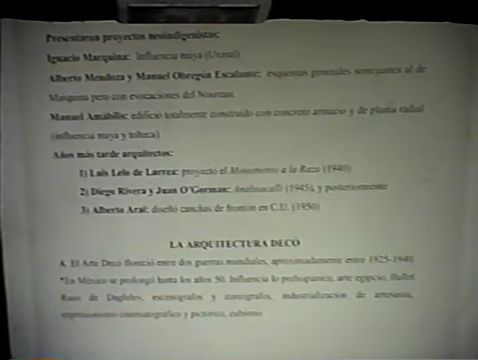 Presentaron proyectos neoindigenistas:
Ignacio Marquina: Influencia maya (Uxmal)
Alberto Mendoza y Manuel Obregón Escalante: esquemas generales semejantes al de
Marquina pero con evocaciones del Nouveau.
Manuel Amábilis: edificio totalmente construido con concreto armado y de planta radial
(influencia maya y tolteca).
Años más tarde arquitectos:
1) Luis Lelo de Larrea: proyectó el Monumento a la Raza (1940)
2) Diego Rivera y Juan O'Gorman: Anahuacalli (1945), y posteriormente
3) Alberto Arai: diseñó canchas de frontón en C.U. (1950)
LA ARQUITECTURA DECÓ
A. El Arte Decó floreció entre dos guerras mundiales, aproximadamente entre 1925-1940.
*En México se prolongó hasta los años 50. Influencia lo prehispánico, arte egipcio, Ballet
Ruso de Daghilev, escenógrafos y coreógrafos, industrialización de artesanía,
expresionismo cinematográfico y pictórico, cubismo.